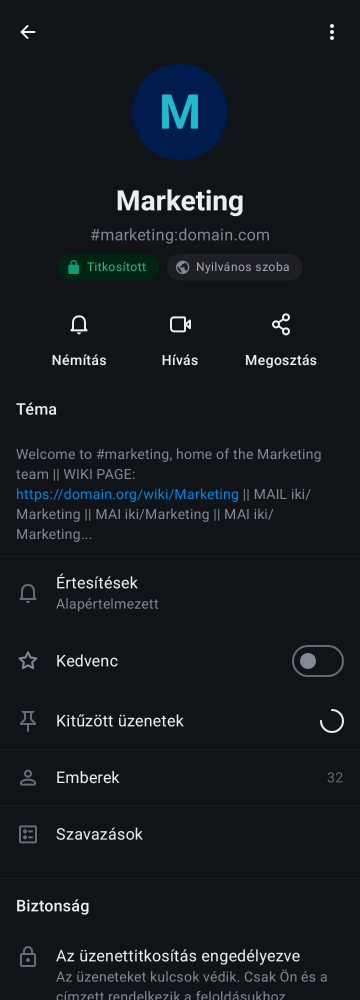 M
Marketing
#marketing:domain.com
Titkosított
Nyilvános szoba
Némítás
Hívás
Megosztás
Téma
Welcome to #marketing, home of the Marketing
team || WIKI PAGE:
https://domain.org/wiki/Marketing || MAIL iki/
Marketing || MAI iki/Marketing || MAI iki/
Marketing...
Értesítések
Alapértelmezett
Kedvenc
Kitűzött üzenetek
Emberek
32
Szavazások
Biztonság
Az üzenettitkosítás engedélyezve
Az üzeneteket kulcsok védik. Csak Ön és a
címzett rendelkezik a feloldásukhoz